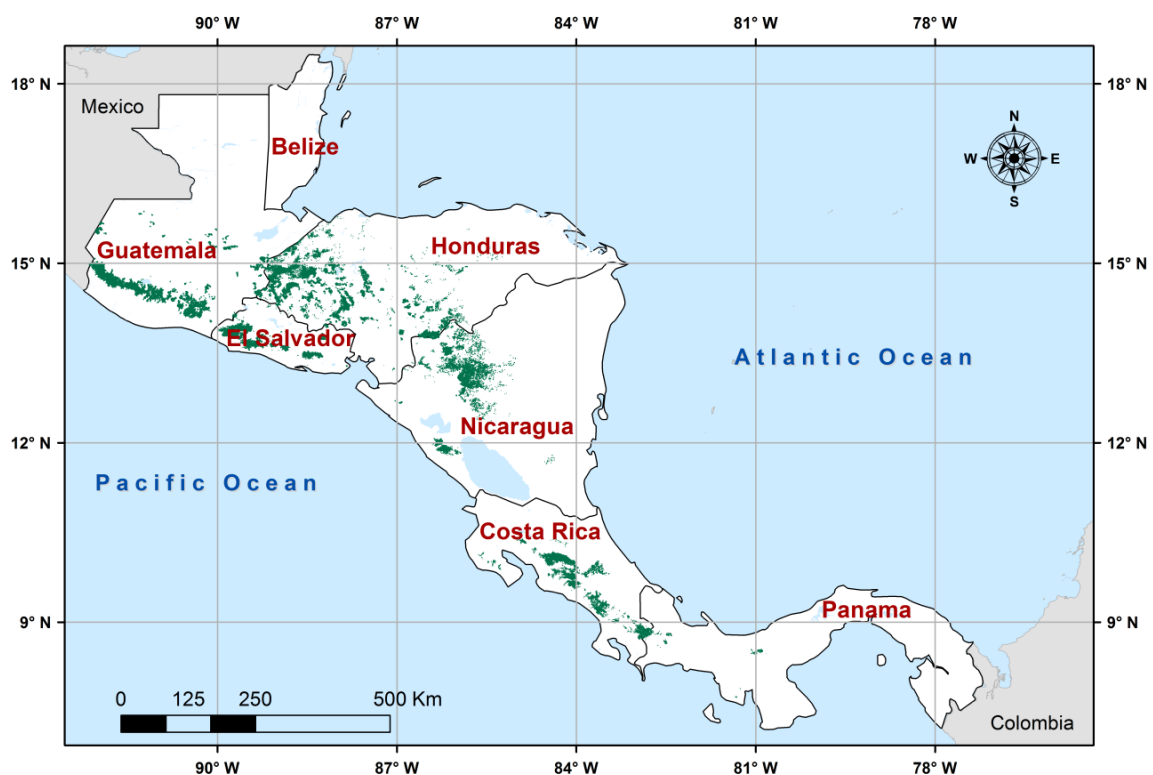 90° W 87° W 84° W 81° W 78° W
18° N 18° N
Mexico
Belize
N
W E
S
Guatemala
Honduras
15° N 15° N
El Salvador
Atlantic Ocean
Nicaragua
12° N 12° N
Pacific Ocean
Costa Rica
Panama
9° N 9° N
0 125 250 500 Km
Colombia
90° W 87° W 84° W 81° W 78° W